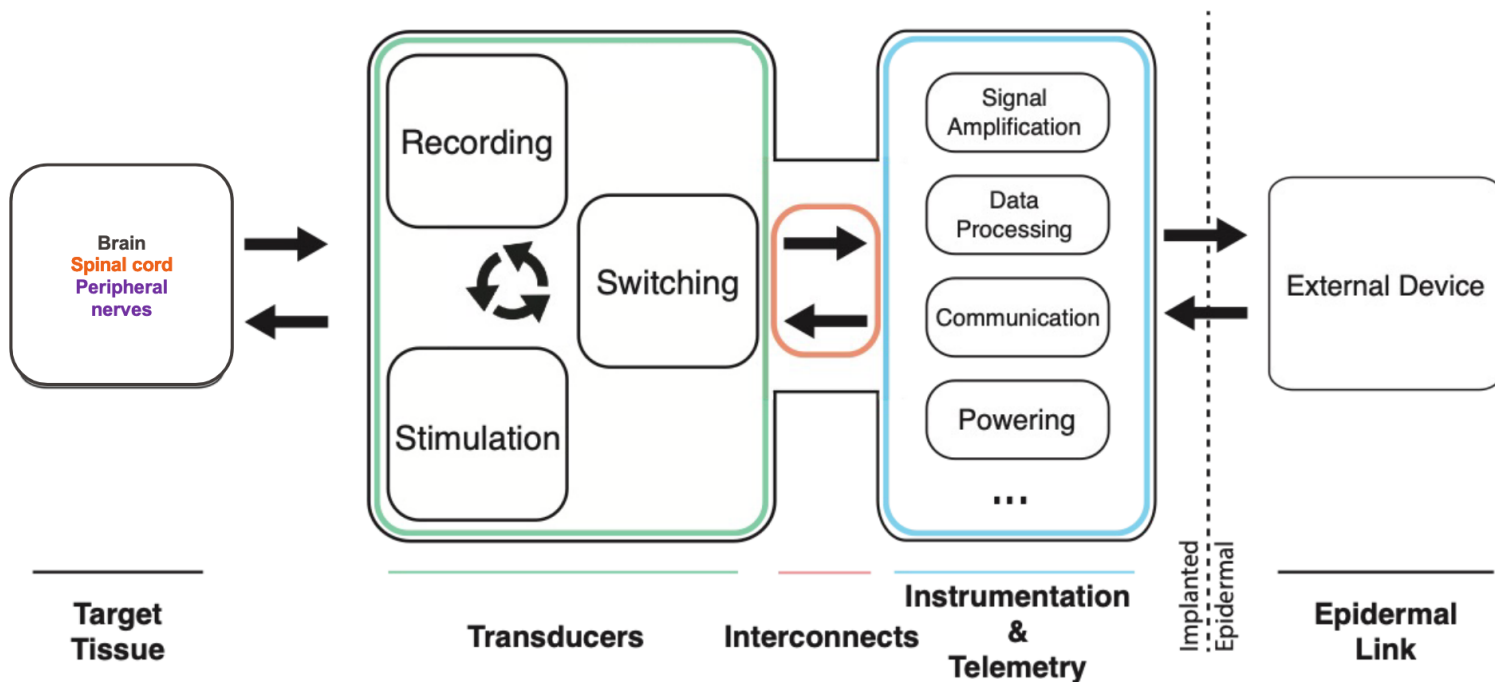 Brain
Spinal cord
Peripheral
nerves
Recording
Switching
Stimulation
Signal
Amplification
Data
Processing
Communication
Powering
...
External Device
Implanted
Epidermal
Target
Tissue
Transducers
Interconnects
Instrumentation
&
Telemetry
Epidermal
Link